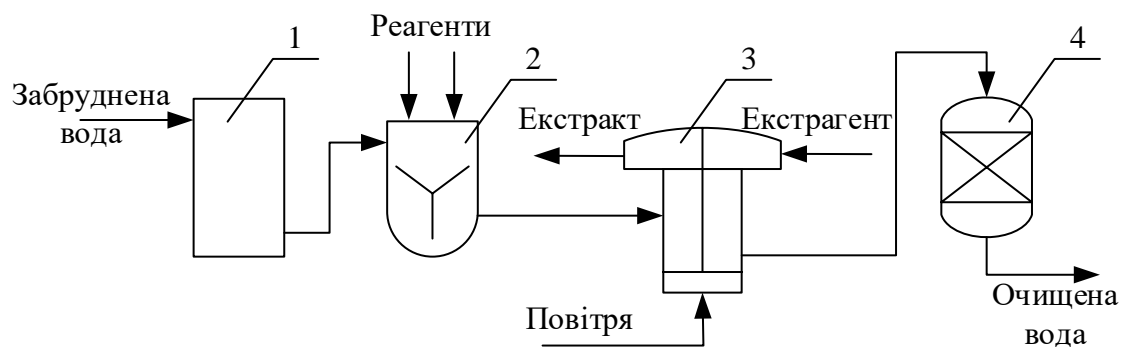 1
Реагенти
2
3
4
Забруднена
вода
Екстракт
Екстрагент
Повітря
Очищена
вода